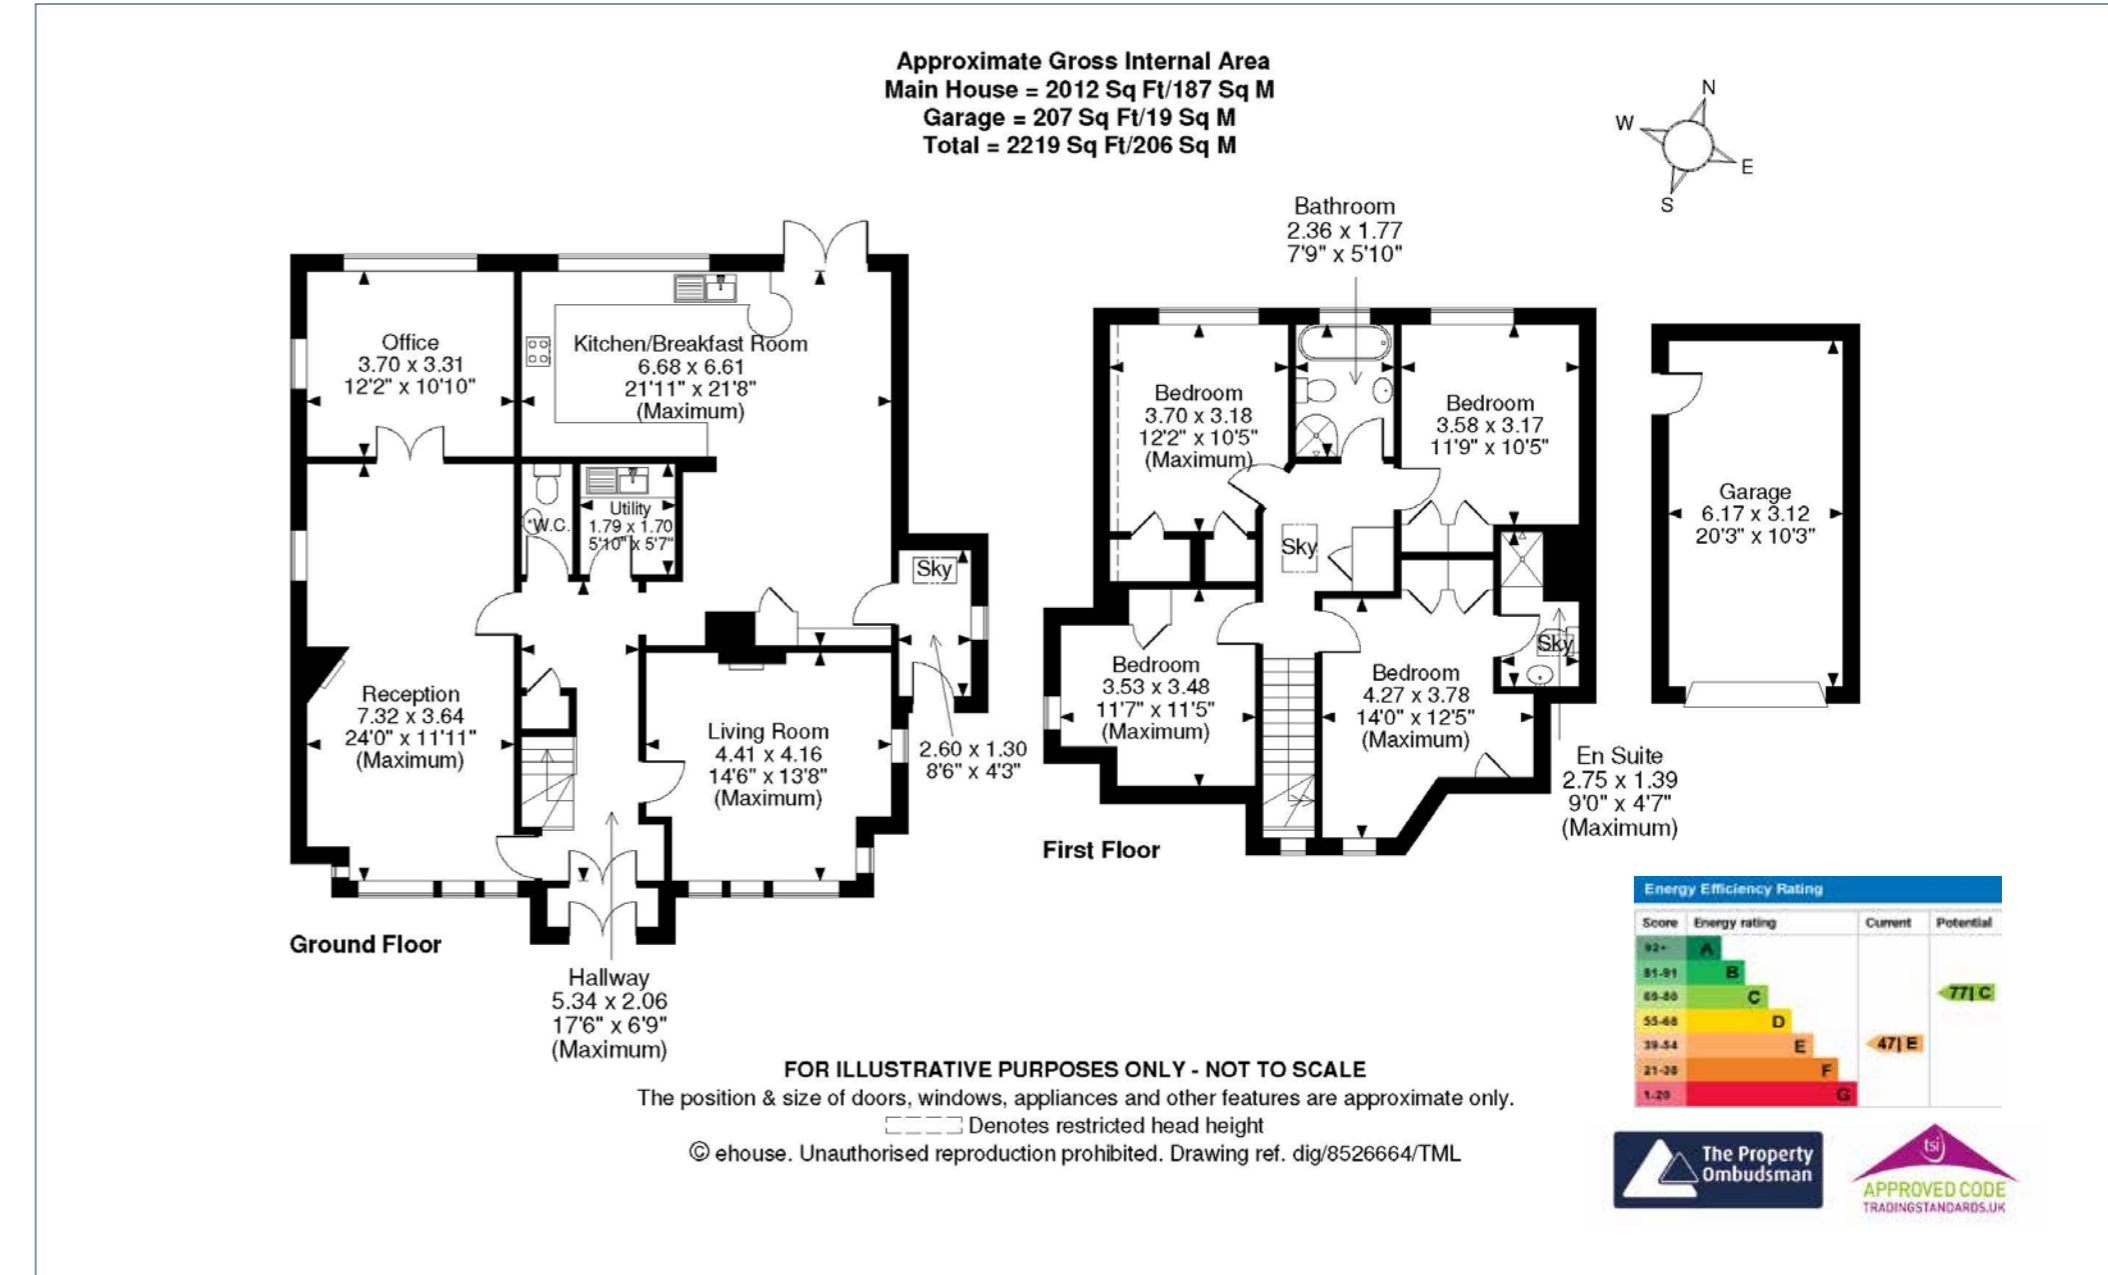 Approximate Gross Internal Area
Main House = 2012 Sq Ft/187 Sq M
Garage = 207 Sq Ft/19 Sq M
Total = 2219 Sq Ft/206 Sq M
N
W
E
S
Office
3.70 x 3.31
12'2" x 10'10"
Kitchen/Breakfast Room
6.68 x 6.61
21'11" x 21'8"
(Maximum)
*W.C.
Utility
1.79 x 1.70
5'10" x 5'7"
Sky
Reception
7.32 x 3.64
24'0" x 11'11"
(Maximum)
Living Room
4.41 x 4.16
14'6" x 13'8"
(Maximum)
2.60 x 1.30
8'6" x 4'3"
Ground Floor
Hallway
5.34 x 2.06
17'6" x 6'9"
(Maximum)
Bathroom
2.36 x 1.77
7'9" x 5'10"
Bedroom
3.70 x 3.18
12'2" x 10'5"
(Maximum)
Bedroom
3.58 x 3.17
11'9" x 10'5"
Sky
Bedroom
3.53 x 3.48
11'7" x 11'5"
(Maximum)
Bedroom
4.27 x 3.78
14'0" x 12'5"
(Maximum)
Sky
En Suite
2.75 x 1.39
9'0" x 4'7"
(Maximum)
First Floor
Garage
6.17 x 3.12
20'3" x 10'3"
Energy Efficiency Rating
Score Energy rating Current Potential
92+ A
81-91 B
69-80 C 77| C
55-68 D
39-54 E 47| E
21-38 F
1-20 G
FOR ILLUSTRATIVE PURPOSES ONLY - NOT TO SCALE
The position & size of doors, windows, appliances and other features are approximate only.
Denotes restricted head height
© ehouse. Unauthorised reproduction prohibited. Drawing ref. dig/8526664/TML
The Property
Ombudsman
tsi
APPROVED CODE
TRADINGSTANDARDS.UK